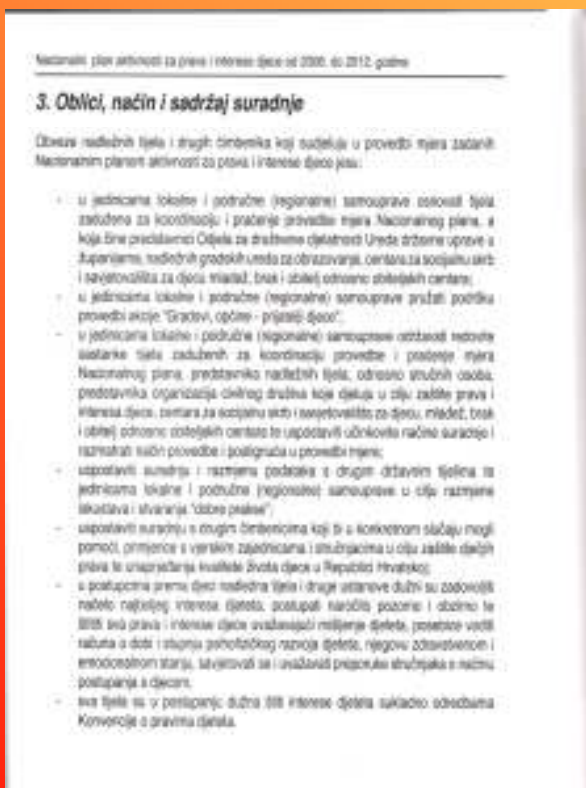 Nacionalni plan aktivnosti za prava i interese djece od 2006. do 2012. godine
3. Oblici, način i sadržaj suradnje
Obveze nadležnih tijela i drugih čimbenika koji sudjeluju u provedbi mjera zadanih
Nacionalnim planom aktivnosti za prava i interese djece jesu:
- u jedinicama lokalne i područne (regionalne) samouprave osnovati tijela
zadužena za koordinaciju i praćenje provedbe mjera Nacionalnog plana, a
koja čine predstavnici Odjela za društvene djelatnosti Ureda državne uprave u
županijama, nadležnih gradskih ureda za obrazovanje, centara za socijalnu skrb
i savjetovališta za djecu mladež, brak i obitelj odnosno obiteljskih centara;
- u jedinicama lokalne i područne (regionalne) samouprave pružati podršku
provedbi akcije "Gradovi, općine - prijatelji djece";
- u jedinicama lokalne i područne (regionalne) samouprave održavati redovite
sastanke tijela zaduženih za koordinaciju provedbe i praćenje mjera
Nacionalnog plana, predstavnika nadležnih tijela, odnosno stručnih osoba,
predstavnika organizacija civilnog društva koje djeluju u cilju zaštite prava i
interesa djece, centara za socijalnu skrb i savjetovališta za djecu, mladež, brak
i obitelj odnosno obiteljskih centara te uspostaviti učinkovite načine suradnje i
razmatrati način provedbe i postignuća u provedbi mjera;
- uspostaviti suradnju i razmjenu podataka s drugim državnim tijelima te
jedinicama lokalne i područne (regionalne) samouprave u cilju razmjene
iskustava i stvaranja "dobre prakse";
- uspostaviti suradnju s drugim čimbenicima koji bi u konkretnom slučaju mogli
pomoći, primjerice s vjerskim zajednicama i stručnjacima u cilju zaštite dječjih
prava te unaprjeđenja kvalitete života djece u Republici Hrvatskoj;
- u postupcima prema djeci nadležna tijela i druge ustanove dužni su zadovoljiti
načelo najboljeg interesa djeteta, postupati naročito pozorno i obzirno te
štititi sva prava i interese djece uvažavajući mišljenje djeteta, posebice voditi
računa o dobi i stupnju psihofizičkog razvoja djeteta, njegovu zdravstvenom i
emocionalnom stanju, savjetovati se i uvažavati preporuke stručnjaka o načinu
postupanja s djecom;
- sva tijela su u postupanju dužna štiti interese djeteta sukladno odredbama
Konvencije o pravima djeteta.